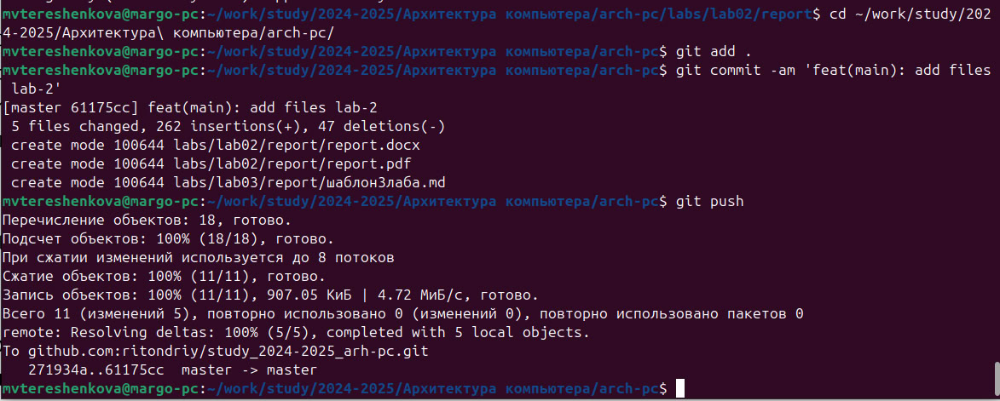 mvtereshenkova@margo-pc:~/work/study/2024-2025/Архитектура компьютера/arch-pc/labs/lab02/report$ cd ~/work/study/202
4-2025/Архитектура\ компьютера/arch-pc/
mvtereshenkova@margo-pc:~/work/study/2024-2025/Архитектура компьютера/arch-pc$ git add .
mvtereshenkova@margo-pc:~/work/study/2024-2025/Архитектура компьютера/arch-pc$ git commit -am 'feat(main): add files
 lab-2'
[master 61175cc] feat(main): add files lab-2
 5 files changed, 262 insertions(+), 47 deletions(-)
 create mode 100644 labs/lab02/report/report.docx
 create mode 100644 labs/lab02/report/report.pdf
 create mode 100644 labs/lab03/report/шаблон3лаба.md
mvtereshenkova@margo-pc:~/work/study/2024-2025/Архитектура компьютера/arch-pc$ git push
Перечисление объектов: 18, готово.
Подсчет объектов: 100% (18/18), готово.
При сжатии изменений используется до 8 потоков
Сжатие объектов: 100% (11/11), готово.
Запись объектов: 100% (11/11), 907.05 КиБ | 4.72 МиБ/с, готово.
Всего 11 (изменений 5), повторно использовано 0 (изменений 0), повторно использовано пакетов 0
remote: Resolving deltas: 100% (5/5), completed with 5 local objects.
To github.com:ritondriy/study_2024-2025_arh-pc.git
   271934a..61175cc  master -> master
mvtereshenkova@margo-pc:~/work/study/2024-2025/Архитектура компьютера/arch-pc$